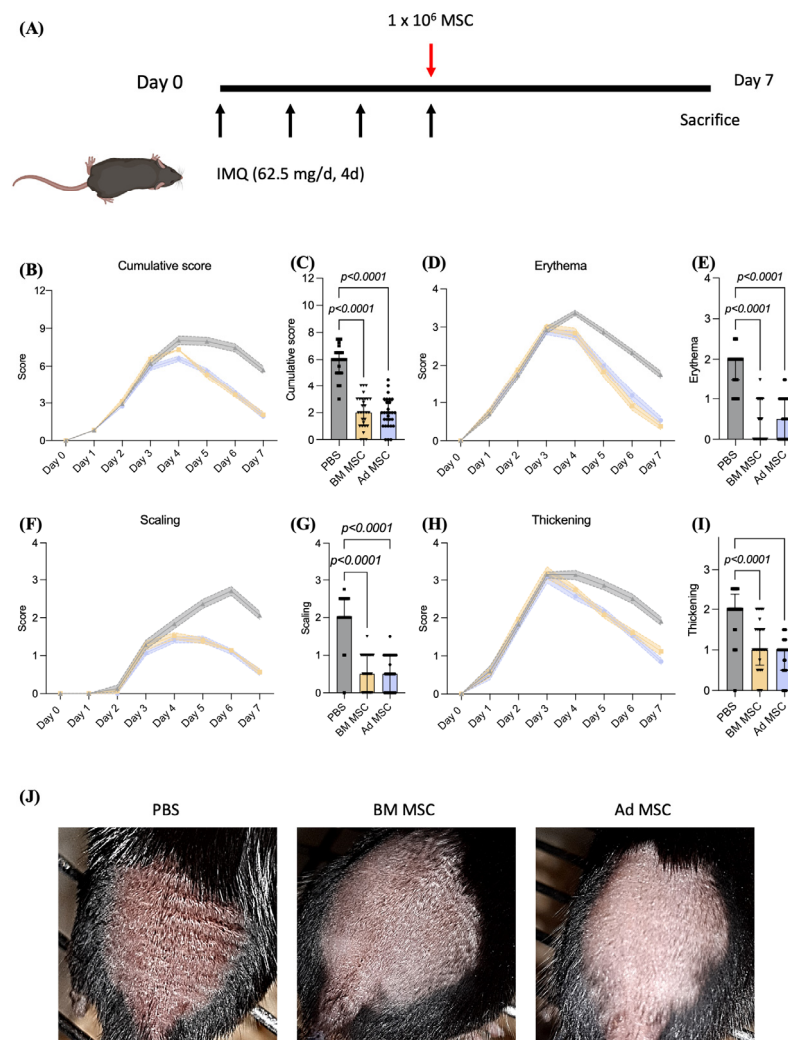 (A)
1 x 10⁶ MSC
Day 0
Day 7
Sacrifice
IMQ (62.5 mg/d, 4d)
(B)
Cumulative score
Score
12
9
6
3
0
Day 0
Day 1
Day 2
Day 3
Day 4
Day 5
Day 6
Day 7
(C)
p<0.0001
p<0.0001
Cumulative score
12
10
8
6
4
2
0
PBS
BM MSC
Ad MSC
(D)
Erythema
Score
4
3
2
1
0
Day 0
Day 1
Day 2
Day 3
Day 4
Day 5
Day 6
Day 7
(E)
p<0.0001
p<0.0001
Erythema
4
3
2
1
0
PBS
BM MSC
Ad MSC
(F)
Scaling
Score
4
3
2
1
0
Day 0
Day 1
Day 2
Day 3
Day 4
Day 5
Day 6
Day 7
(G)
p<0.0001
p<0.0001
Scaling
4
3
2
1
0
PBS
BM MSC
Ad MSC
(H)
Thickening
Score
4
3
2
1
0
Day 0
Day 1
Day 2
Day 3
Day 4
Day 5
Day 6
Day 7
(I)
p<0.0001
Thickening
4
3
2
1
0
PBS
BM MSC
Ad MSC
(J)
PBS
BM MSC
Ad MSC